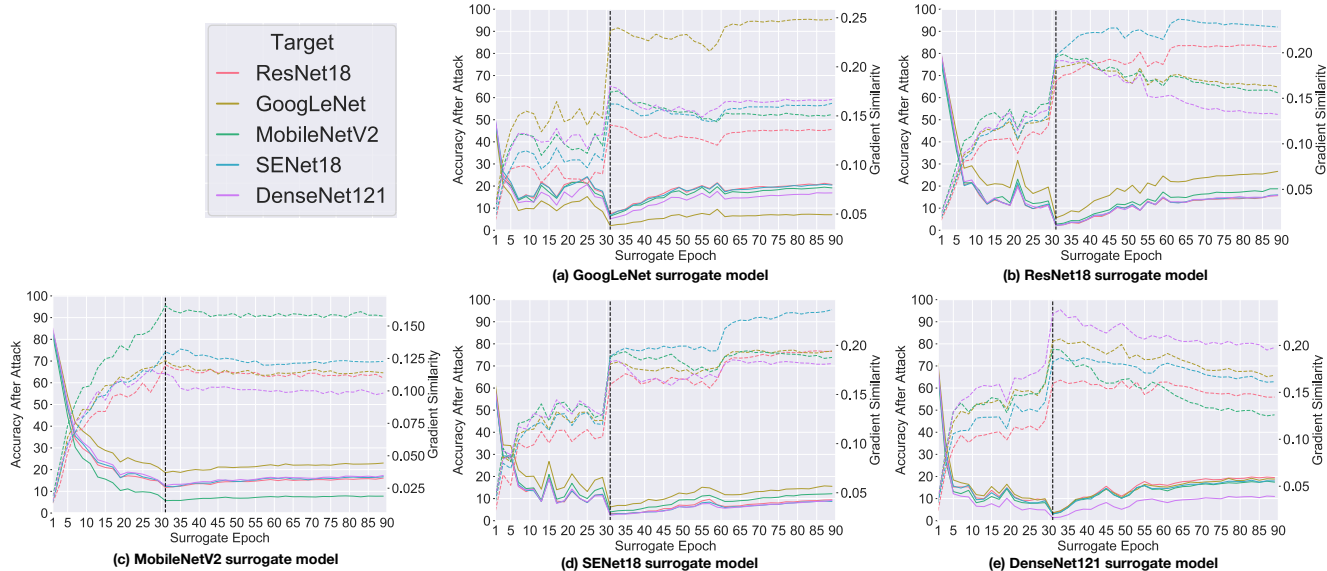 Target
ResNet18
GoogLeNet
MobileNetV2
SENet18
DenseNet121
Accuracy After Attack
100
90
80
70
60
50
40
30
20
10
0
0.25
0.20
0.15
0.10
0.05
Gradient Similarity
1 5 10 15 20 25 30 35 40 45 50 55 60 65 70 75 80 85 90
Surrogate Epoch
(a) GoogLeNet surrogate model
Accuracy After Attack
100
90
80
70
60
50
40
30
20
10
0
0.20
0.15
0.10
0.05
Gradient Similarity
1 5 10 15 20 25 30 35 40 45 50 55 60 65 70 75 80 85 90
Surrogate Epoch
(b) ResNet18 surrogate model
Accuracy After Attack
100
90
80
70
60
50
40
30
20
10
0
0.150
0.125
0.100
0.075
0.050
0.025
Gradient Similarity
1 5 10 15 20 25 30 35 40 45 50 55 60 65 70 75 80 85 90
Surrogate Epoch
(c) MobileNetV2 surrogate model
Accuracy After Attack
100
90
80
70
60
50
40
30
20
10
0
0.20
0.15
0.10
0.05
Gradient Similarity
1 5 10 15 20 25 30 35 40 45 50 55 60 65 70 75 80 85 90
Surrogate Epoch
(d) SENet18 surrogate model
Accuracy After Attack
100
90
80
70
60
50
40
30
20
10
0
0.20
0.15
0.10
0.05
Gradient Similarity
1 5 10 15 20 25 30 35 40 45 50 55 60 65 70 75 80 85 90
Surrogate Epoch
(e) DenseNet121 surrogate model